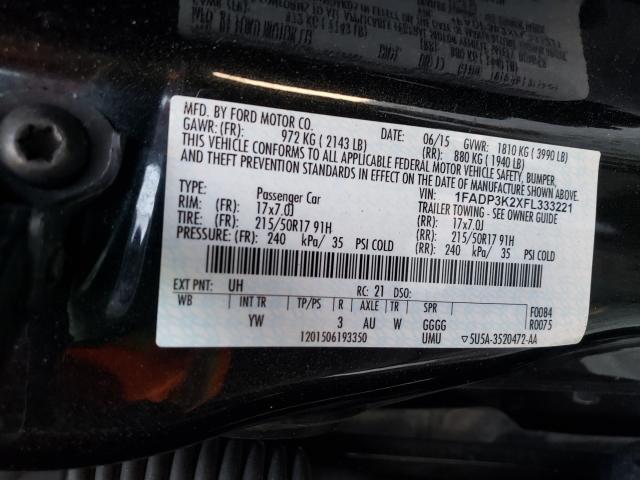 MFD. BY FORD MOTOR CO.
DATE: 06/15 GVWR: 1810 KG ( 3990 LB)
GAWR: (FR): 972 KG ( 2143 LB) (RR): 880 KG ( 1940 LB)
THIS VEHICLE CONFORMS TO ALL APPLICABLE FEDERAL MOTOR VEHICLE SAFETY, BUMPER,
AND THEFT PREVENTION STANDARDS IN EFFECT ON THE DATE OF MANUFACTURE SHOWN ABOVE.
VIN: 1FADP3K2XFL333221
TYPE: Passenger Car TRAILER TOWING - SEE OWNER GUIDE
RIM: (FR): 17x7.0J (RR): 17x7.0J
TIRE: (FR): 215/50R17 91H (RR): 215/50R17 91H
PRESSURE: (FR): 240 kPa/ 35 PSI COLD (RR): 240 kPa/ 35 PSI COLD
EXT PNT: UH RC: 21 DSO:
WB INT TR TP/PS R AXLE TR SPR F0084
YW 3 AU W GGGG R0075
1201506193350 UMU ▽5U5A-3520472-AA